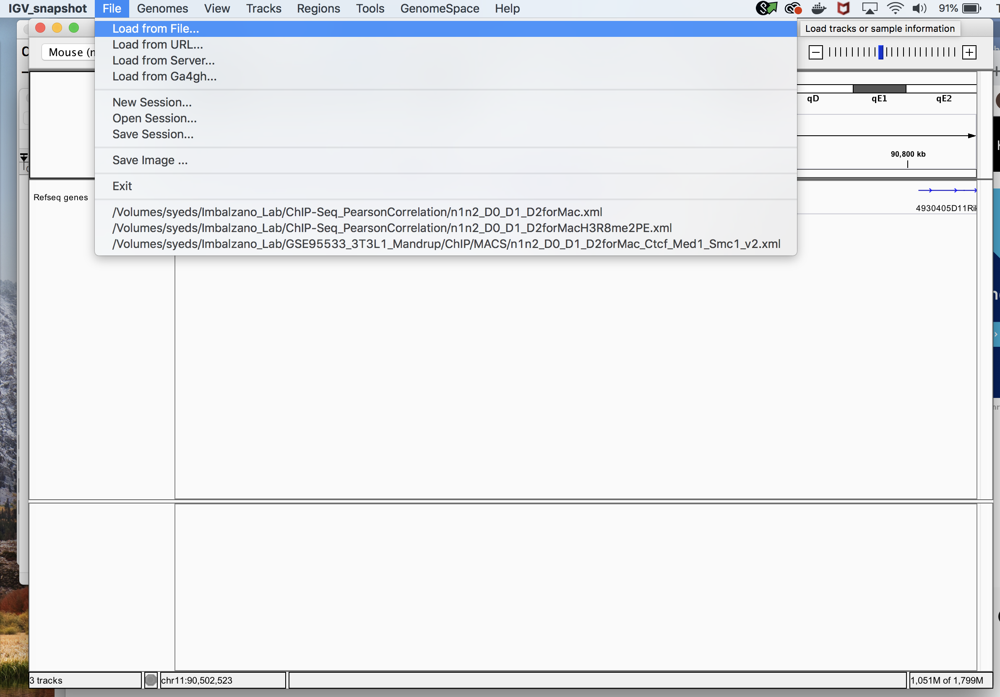 IGV_snapshot File Genomes View Tracks Regions Tools GenomeSpace Help 91%
Load from File...
Load tracks or sample information
Load from URL...
Mouse (
Load from Server...
Load from Ga4gh...
qD qE1 qE2
New Session...
Open Session...
Save Session...
90,800 kb
Save Image ...
Exit
Refseq genes
4930405D11Rik
/Volumes/syeds/Imbalzano_Lab/ChIP-Seq_PearsonCorrelation/n1n2_D0_D1_D2forMac.xml
/Volumes/syeds/Imbalzano_Lab/ChIP-Seq_PearsonCorrelation/n1n2_D0_D1_D2forMacH3R8me2PE.xml
/Volumes/syeds/Imbalzano_Lab/GSE95533_3T3L1_Mandrup/ChIP/MACS/n1n2_D0_D1_D2forMac_Ctcf_Med1_Smc1_v2.xml
3 tracks chr11:90,502,523 1,051M of 1,799M